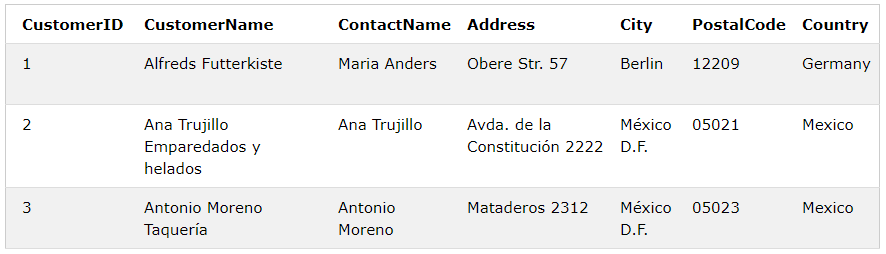 CustomerID CustomerName ContactName Address City PostalCode Country
1 Alfreds Futterkiste Maria Anders Obere Str. 57 Berlin 12209 Germany
2 Ana Trujillo Ana Trujillo Avda. de la México 05021 Mexico
Emparedados y Constitución 2222 D.F.
helados
3 Antonio Moreno Antonio Mataderos 2312 México 05023 Mexico
Taquería Moreno D.F.